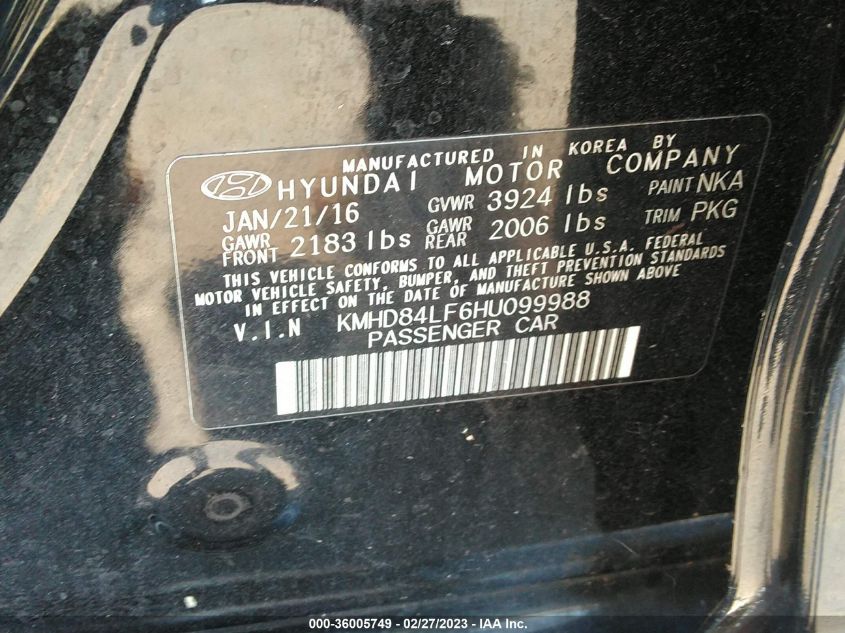 MANUFACTURED IN KOREA BY
HYUNDAI MOTOR COMPANY
JAN/21/16 GVWR 3924 lbs PAINT NKA
GAWR FRONT 2183 lbs GAWR REAR 2006 lbs TRIM PKG
THIS VEHICLE CONFORMS TO ALL APPLICABLE U.S.A. FEDERAL
MOTOR VEHICLE SAFETY, BUMPER, AND THEFT PREVENTION STANDARDS
IN EFFECT ON THE DATE OF MANUFACTURE SHOWN ABOVE
V.I.N KMHD84LF6HU099988
PASSENGER CAR
000-36005749 - 02/27/2023 - IAA Inc.